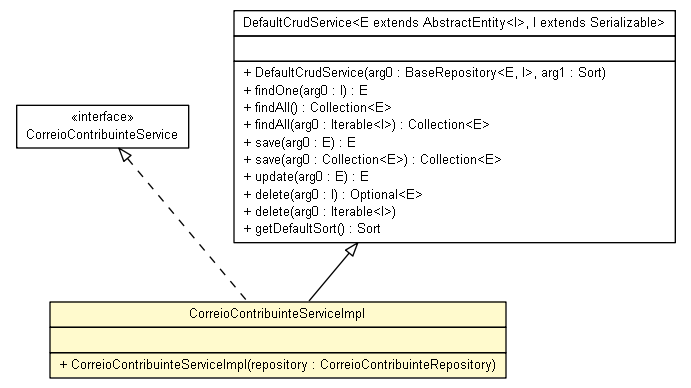 DefaultCrudService<E extends AbstractEntity<I>, I extends Serializable>
+ DefaultCrudService(arg0 : BaseRepository<E, I>, arg1 : Sort)
+ findOne(arg0 : I) : E
+ findAll() : Collection<E>
+ findAll(arg0 : Iterable<I>) : Collection<E>
+ save(arg0 : E) : E
+ save(arg0 : Collection<E>) : Collection<E>
+ update(arg0 : E) : E
+ delete(arg0 : I) : Optional<E>
+ delete(arg0 : Iterable<I>)
+ getDefaultSort() : Sort
«interface»
CorreioContribuinteService
CorreioContribuinteServiceImpl
+ CorreioContribuinteServiceImpl(repository : CorreioContribuinteRepository)